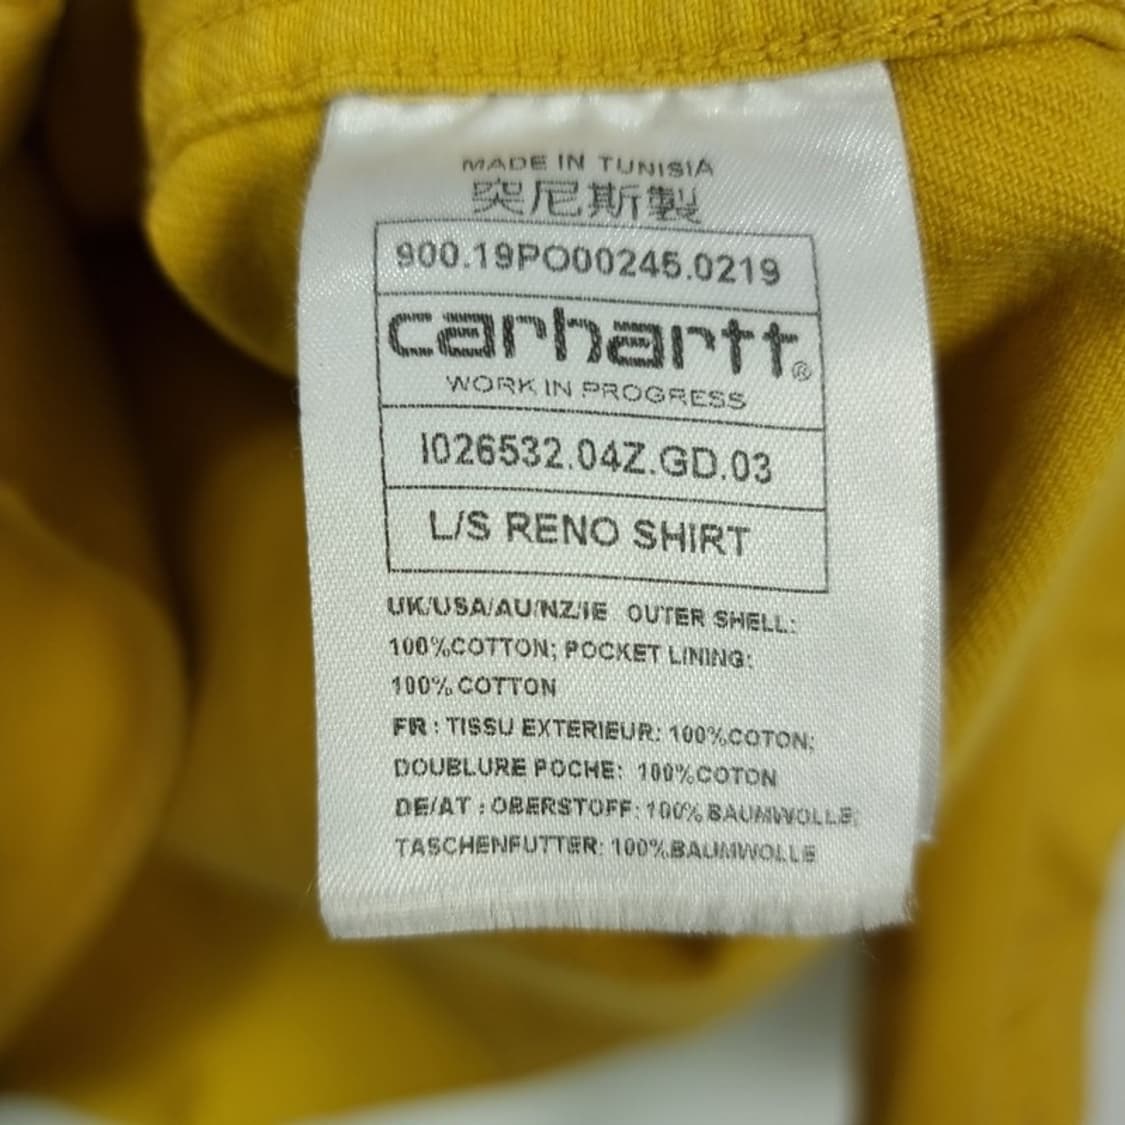 MADE IN TUNISIA
突尼斯製
900.19PO00245.0219
carhartt®
WORK IN PROGRESS
I026532.04Z.GD.03
L/S RENO SHIRT
UK/USA/AU/NZ/IE OUTER SHELL:
100%COTTON; POCKET LINING:
100% COTTON
FR : TISSU EXTERIEUR: 100%COTON;
DOUBLURE POCHE: 100%COTON
DE/AT : OBERSTOFF: 100% BAUMWOLLE;
TASCHENFUTTER: 100%BAUMWOLLE